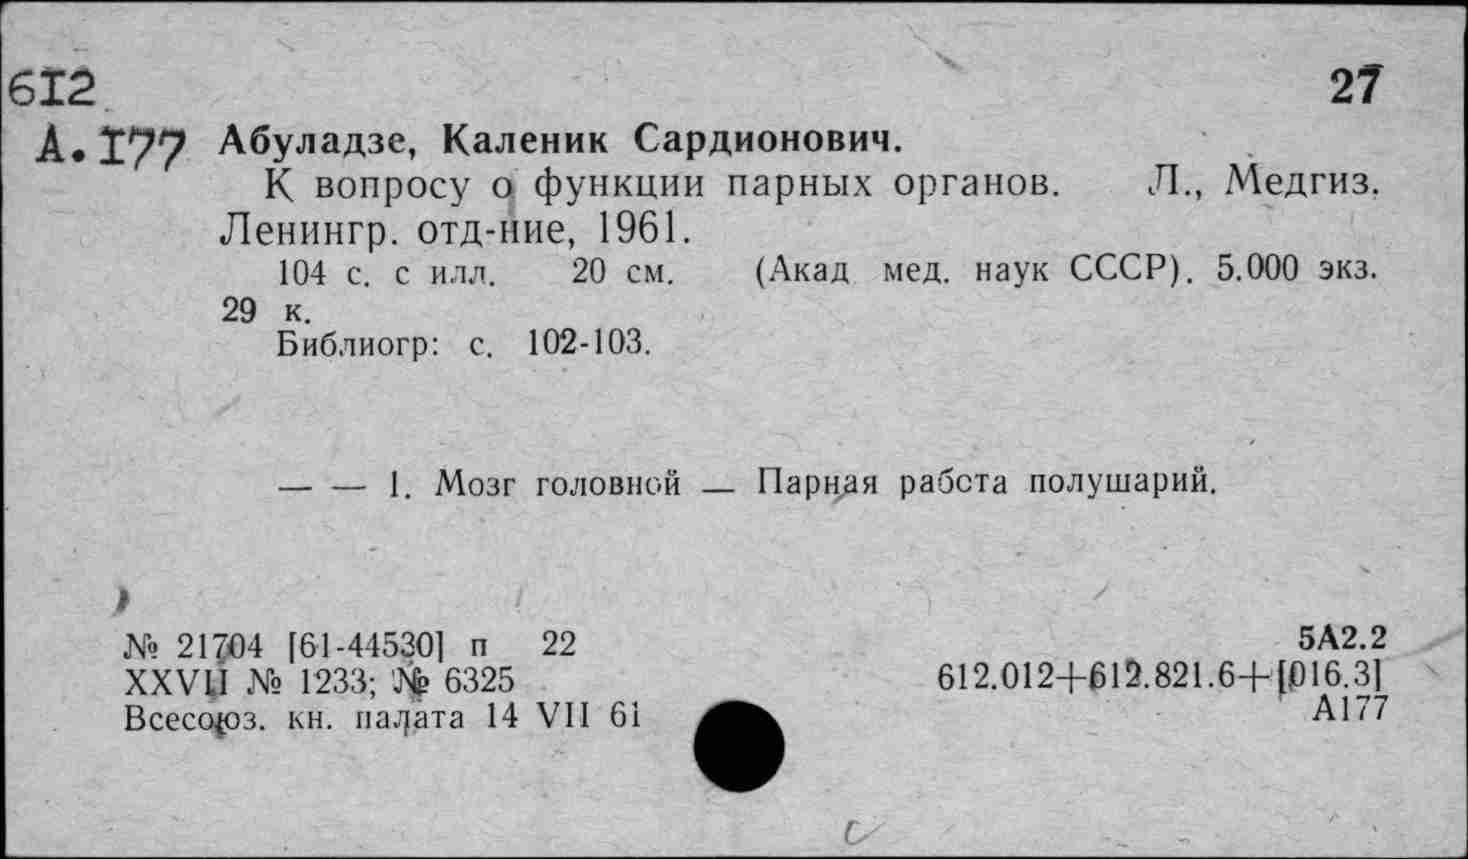 612
27
А.177 Абуладзе, Каленик Сардионович.
К вопросу о функции парных органов. Л., Медгиз.
Ленингр. отд-ние, 1961.
104 с. с илл. 20 см. (Акад мед. наук СССР). 5.000 экз.
29 к.
Библиогр: с. 102-103.
— — 1. Мозг головной — Парная работа полушарий.
№ 21704 [61-44530] п 22
5А2.2
XXVII № 1233; № 6325
612.012+612.821.6+[016.3]
Всесоюз. кн. палата 14 VII 61
А177